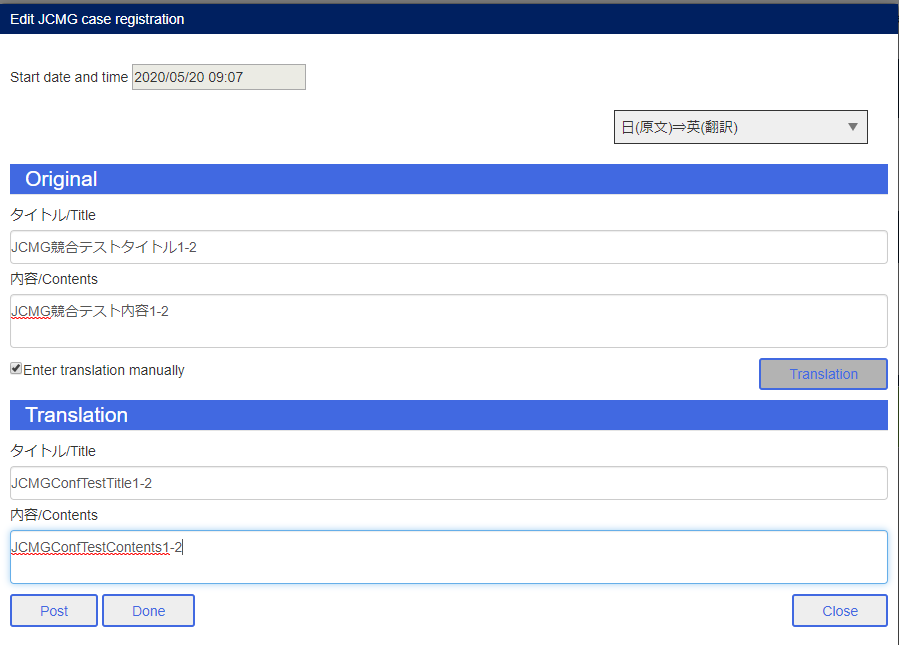 Edit JCMG case registration
Start date and time 2020/05/20 09:07
日(原文)⇒英(翻訳)
Original
タイトル/Title
JCMG競合テストタイトル1-2
内容/Contents
JCMG競合テスト内容1-2
Enter translation manually
Translation
Translation
タイトル/Title
JCMGConfTestTitle1-2
内容/Contents
JCMGConfTestContents1-2
Post Done Close